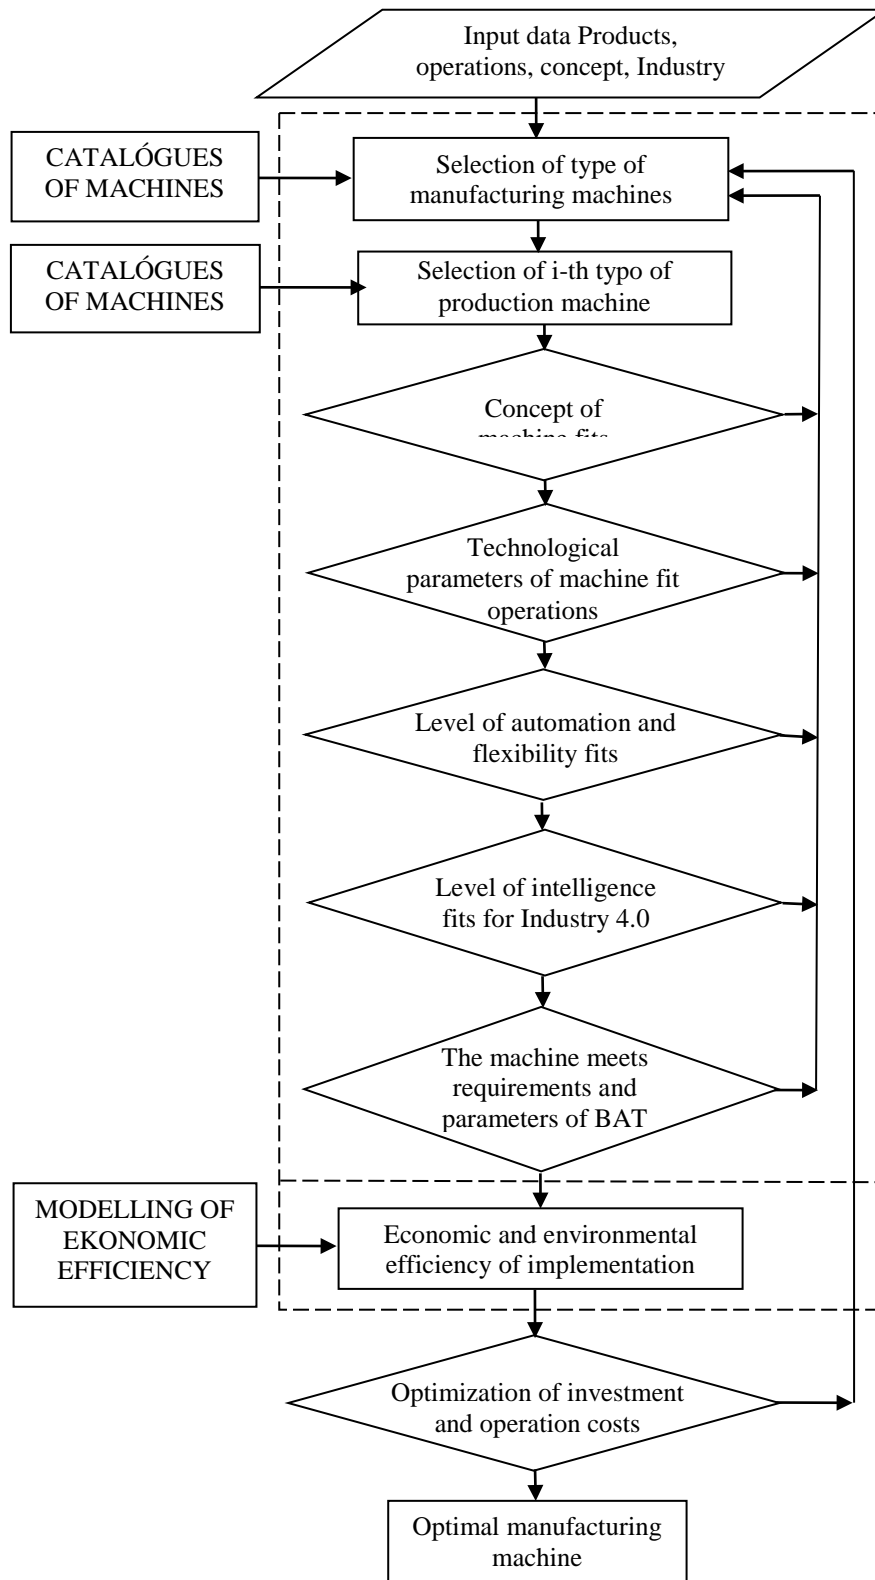 Input data Products,
operations, concept, Industry
CATALÓGUES
OF MACHINES
Selection of type of
manufacturing machines
CATALÓGUES
OF MACHINES
Selection of i-th typo of
production machine
Concept of
machine fits
Technological
parameters of machine fit
operations
Level of automation and
flexibility fits
Level of intelligence
fits for Industry 4.0
The machine meets
requirements and
parameters of BAT
MODELLING OF
EKONOMIC
EFFICIENCY
Economic and environmental
efficiency of implementation
Optimization of investment
and operation costs
Optimal manufacturing
machine